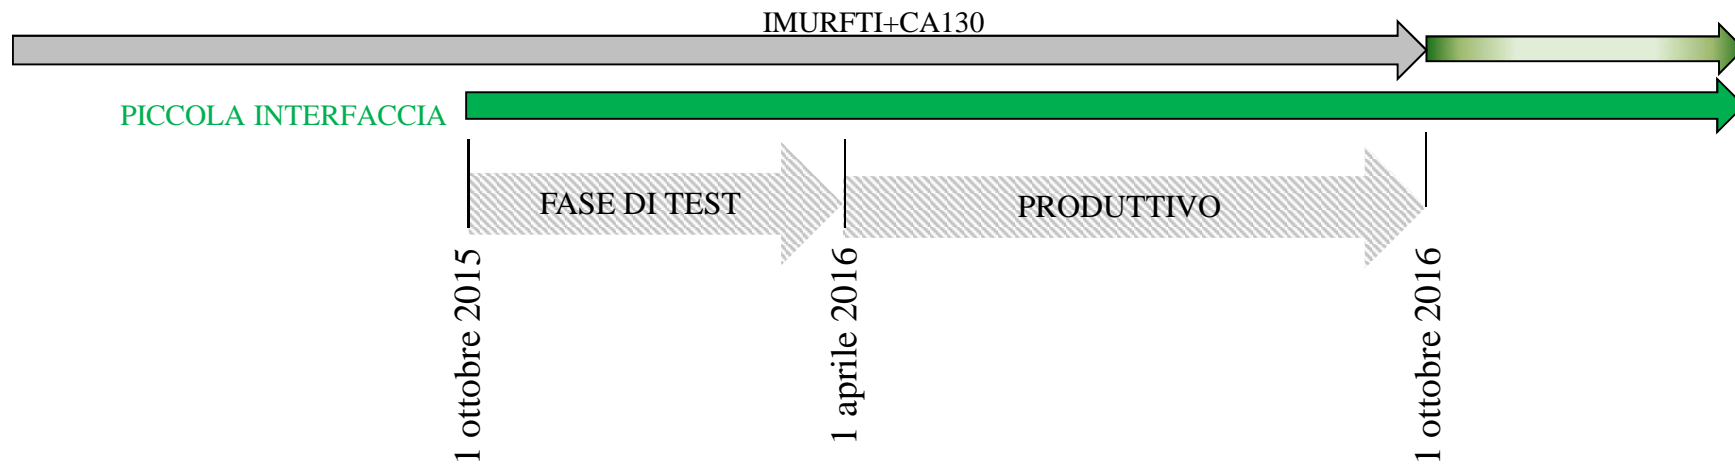 IMURFTI+CA130
PICCOLA INTERFACCIA
FASE DI TEST
PRODUTTIVO
1 ottobre 2015
1 aprile 2016
1 ottobre 2016